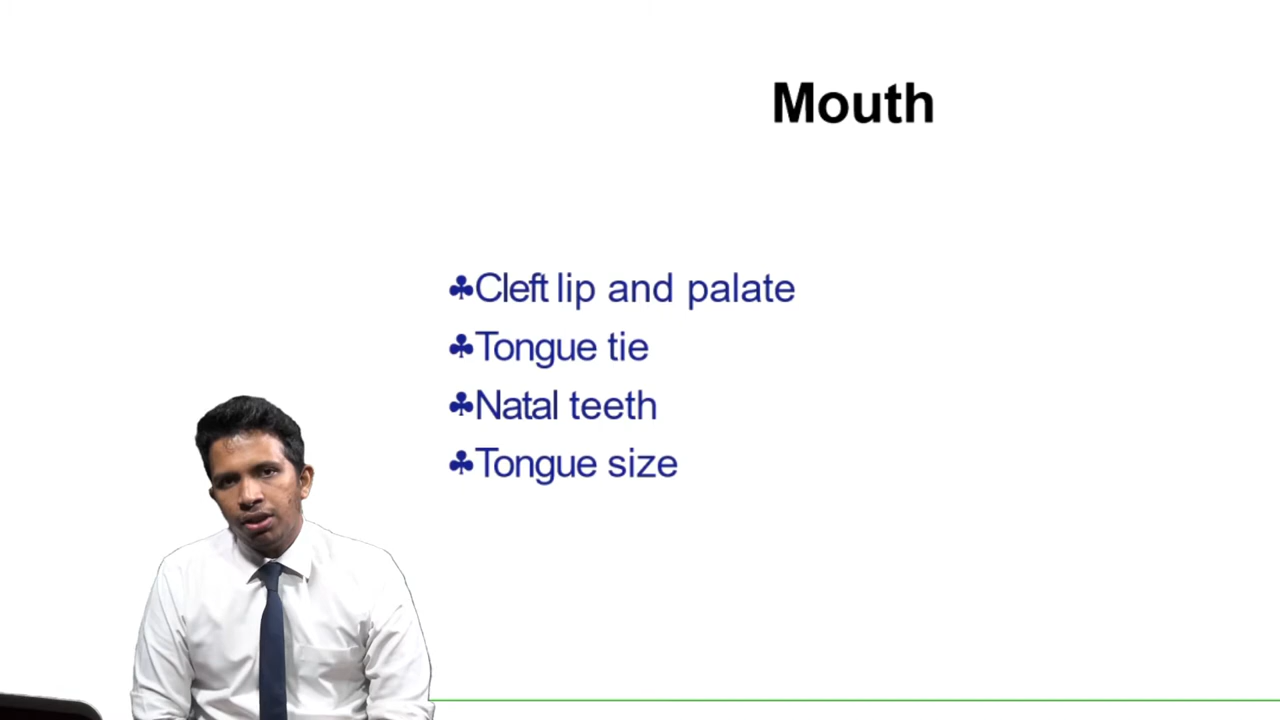 Mouth
♣Cleft lip and palate
♣Tongue tie
♣Natal teeth
♣Tongue size